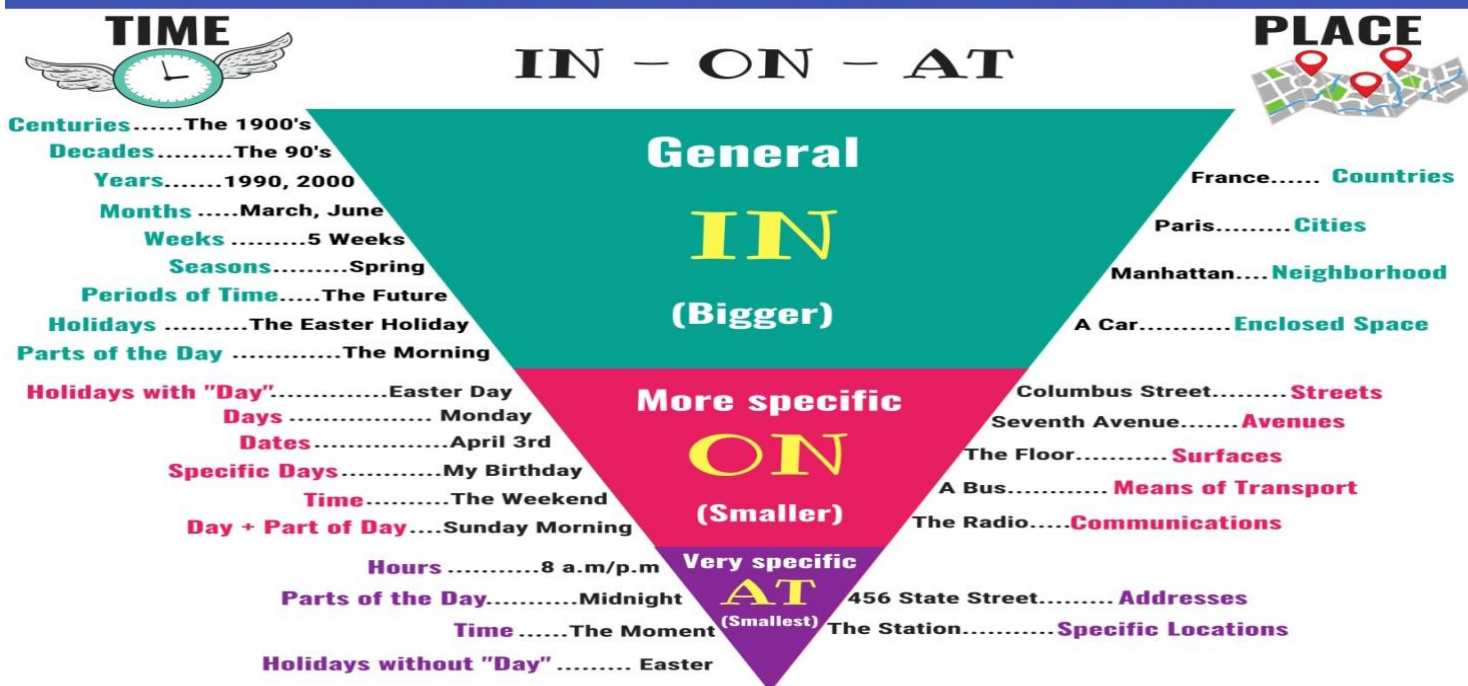 TIME
IN - ON - AT
PLACE
Centuries......The 1900's
Decades.........The 90's
Years.......1990, 2000
Months .....March, June
Weeks .........5 Weeks
Seasons.........Spring
Periods of Time.....The Future
Holidays ..........The Easter Holiday
Parts of the Day .............The Morning
General
IN
(Bigger)
France...... Countries
Paris......... Cities
Manhattan.... Neighborhood
A Car........... Enclosed Space
Holidays with "Day"..............Easter Day
Days ................. Monday
Dates................April 3rd
Specific Days............My Birthday
Time..........The Weekend
Day + Part of Day....Sunday Morning
More specific
ON
(Smaller)
Columbus Street......... Streets
Seventh Avenue....... Avenues
The Floor........... Surfaces
A Bus............ Means of Transport
The Radio.....Communications
Hours ...........8 a.m/p.m
Parts of the Day...........Midnight
Time ......The Moment
Holidays without "Day" ......... Easter
Very specific
AT
(Smallest)
456 State Street......... Addresses
The Station........... Specific Locations